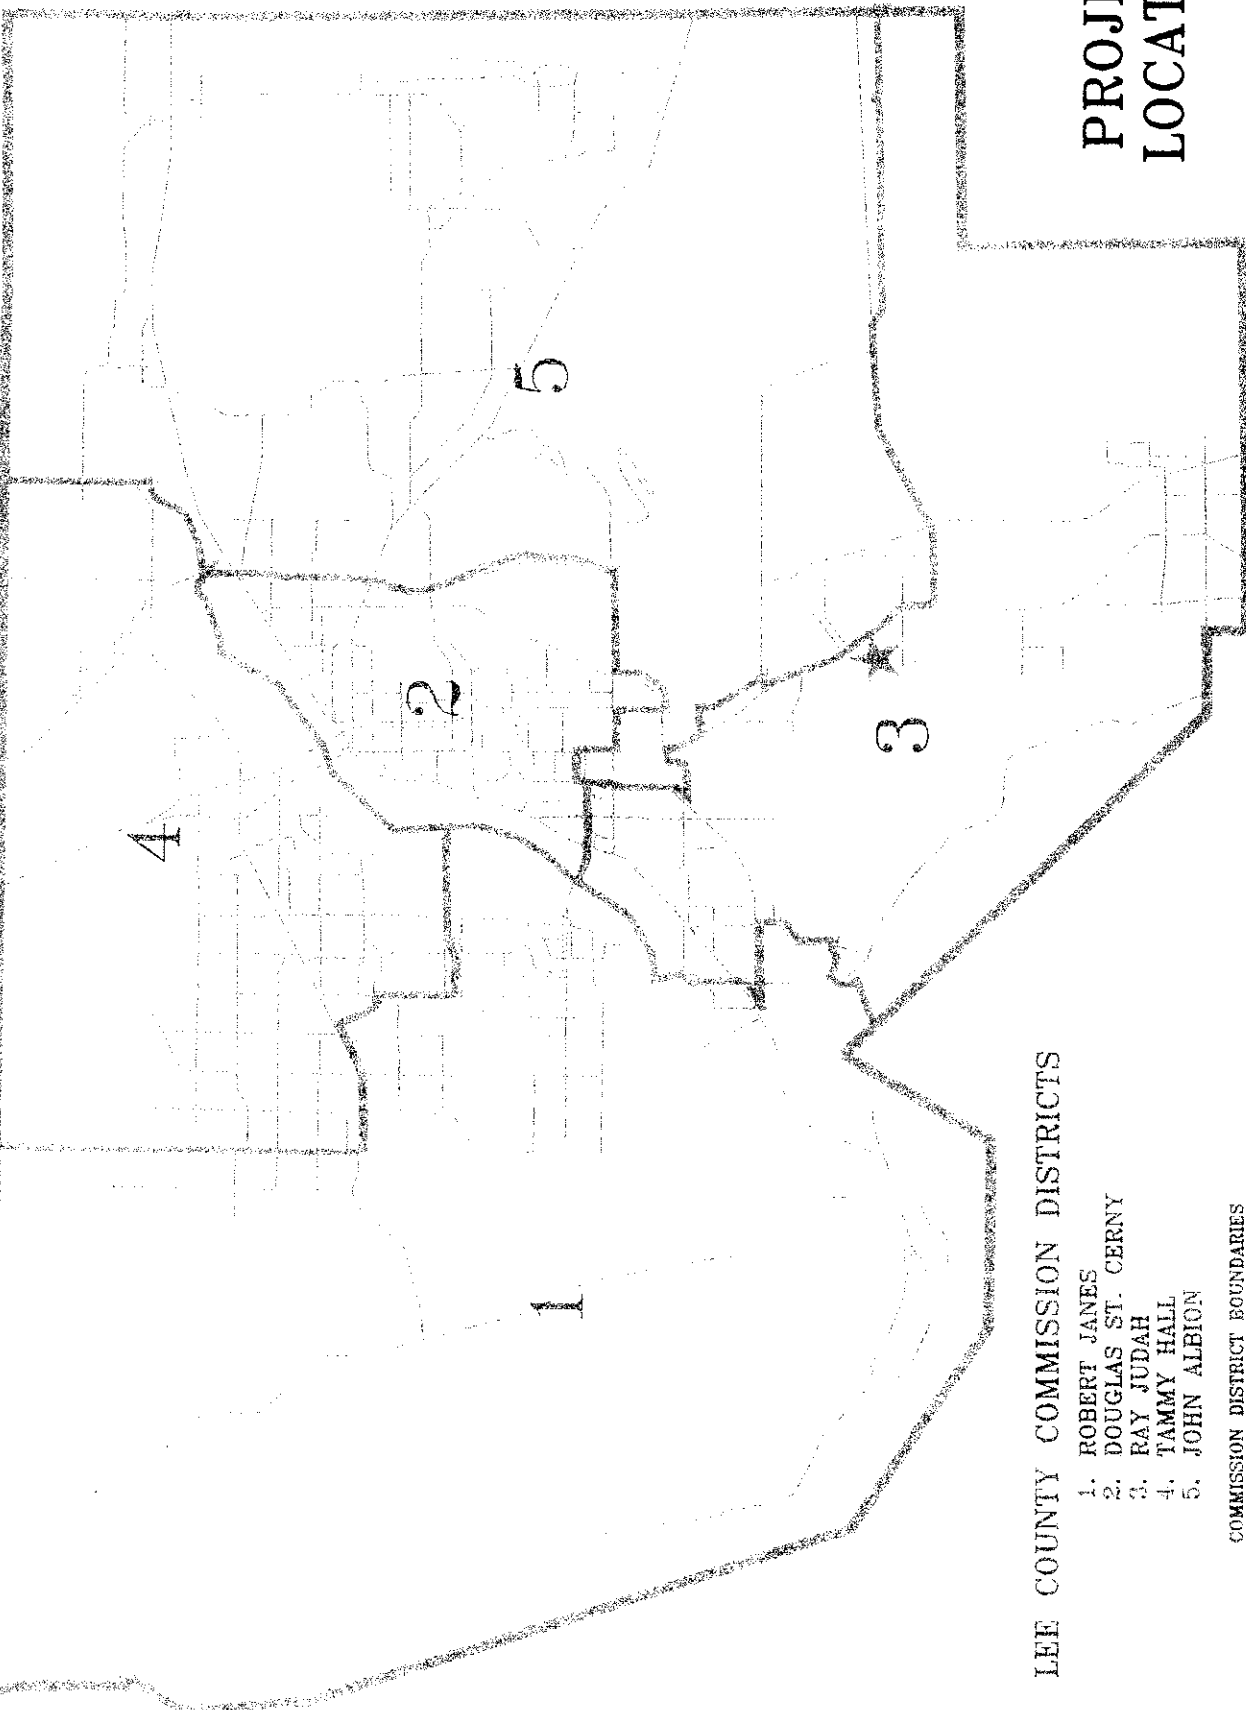 4
2
5
1
3
PROJ
LOCAT
LEE COUNTY COMMISSION DISTRICTS
1. ROBERT JANES
2. DOUGLAS ST. CERNY
3. RAY JUDAH
4. TAMMY HALL
5. JOHN ALBION
COMMISSION DISTRICT BOUNDARIES